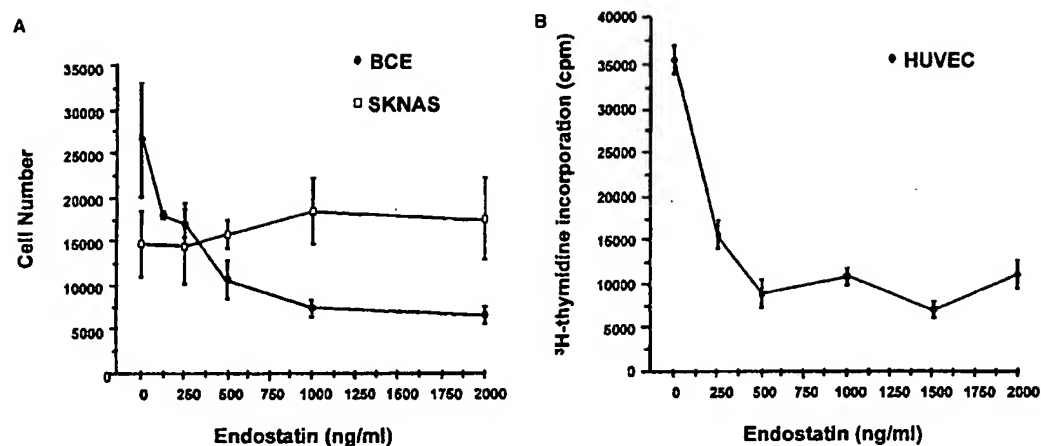 A
BCE
SKNAS
35000
30000
25000
20000
15000
10000
5000
0
Cell Number
0 250 500 1000 1250 1500 1750 2000
Endostatin (ng/ml)
B
HUVEC
40000
35000
30000
25000
20000
15000
10000
5000
0
³H-thymidine incorporation (cpm)
0 250 500 750 1000 1250 1500 1750 2000
Endostatin (ng/ml)